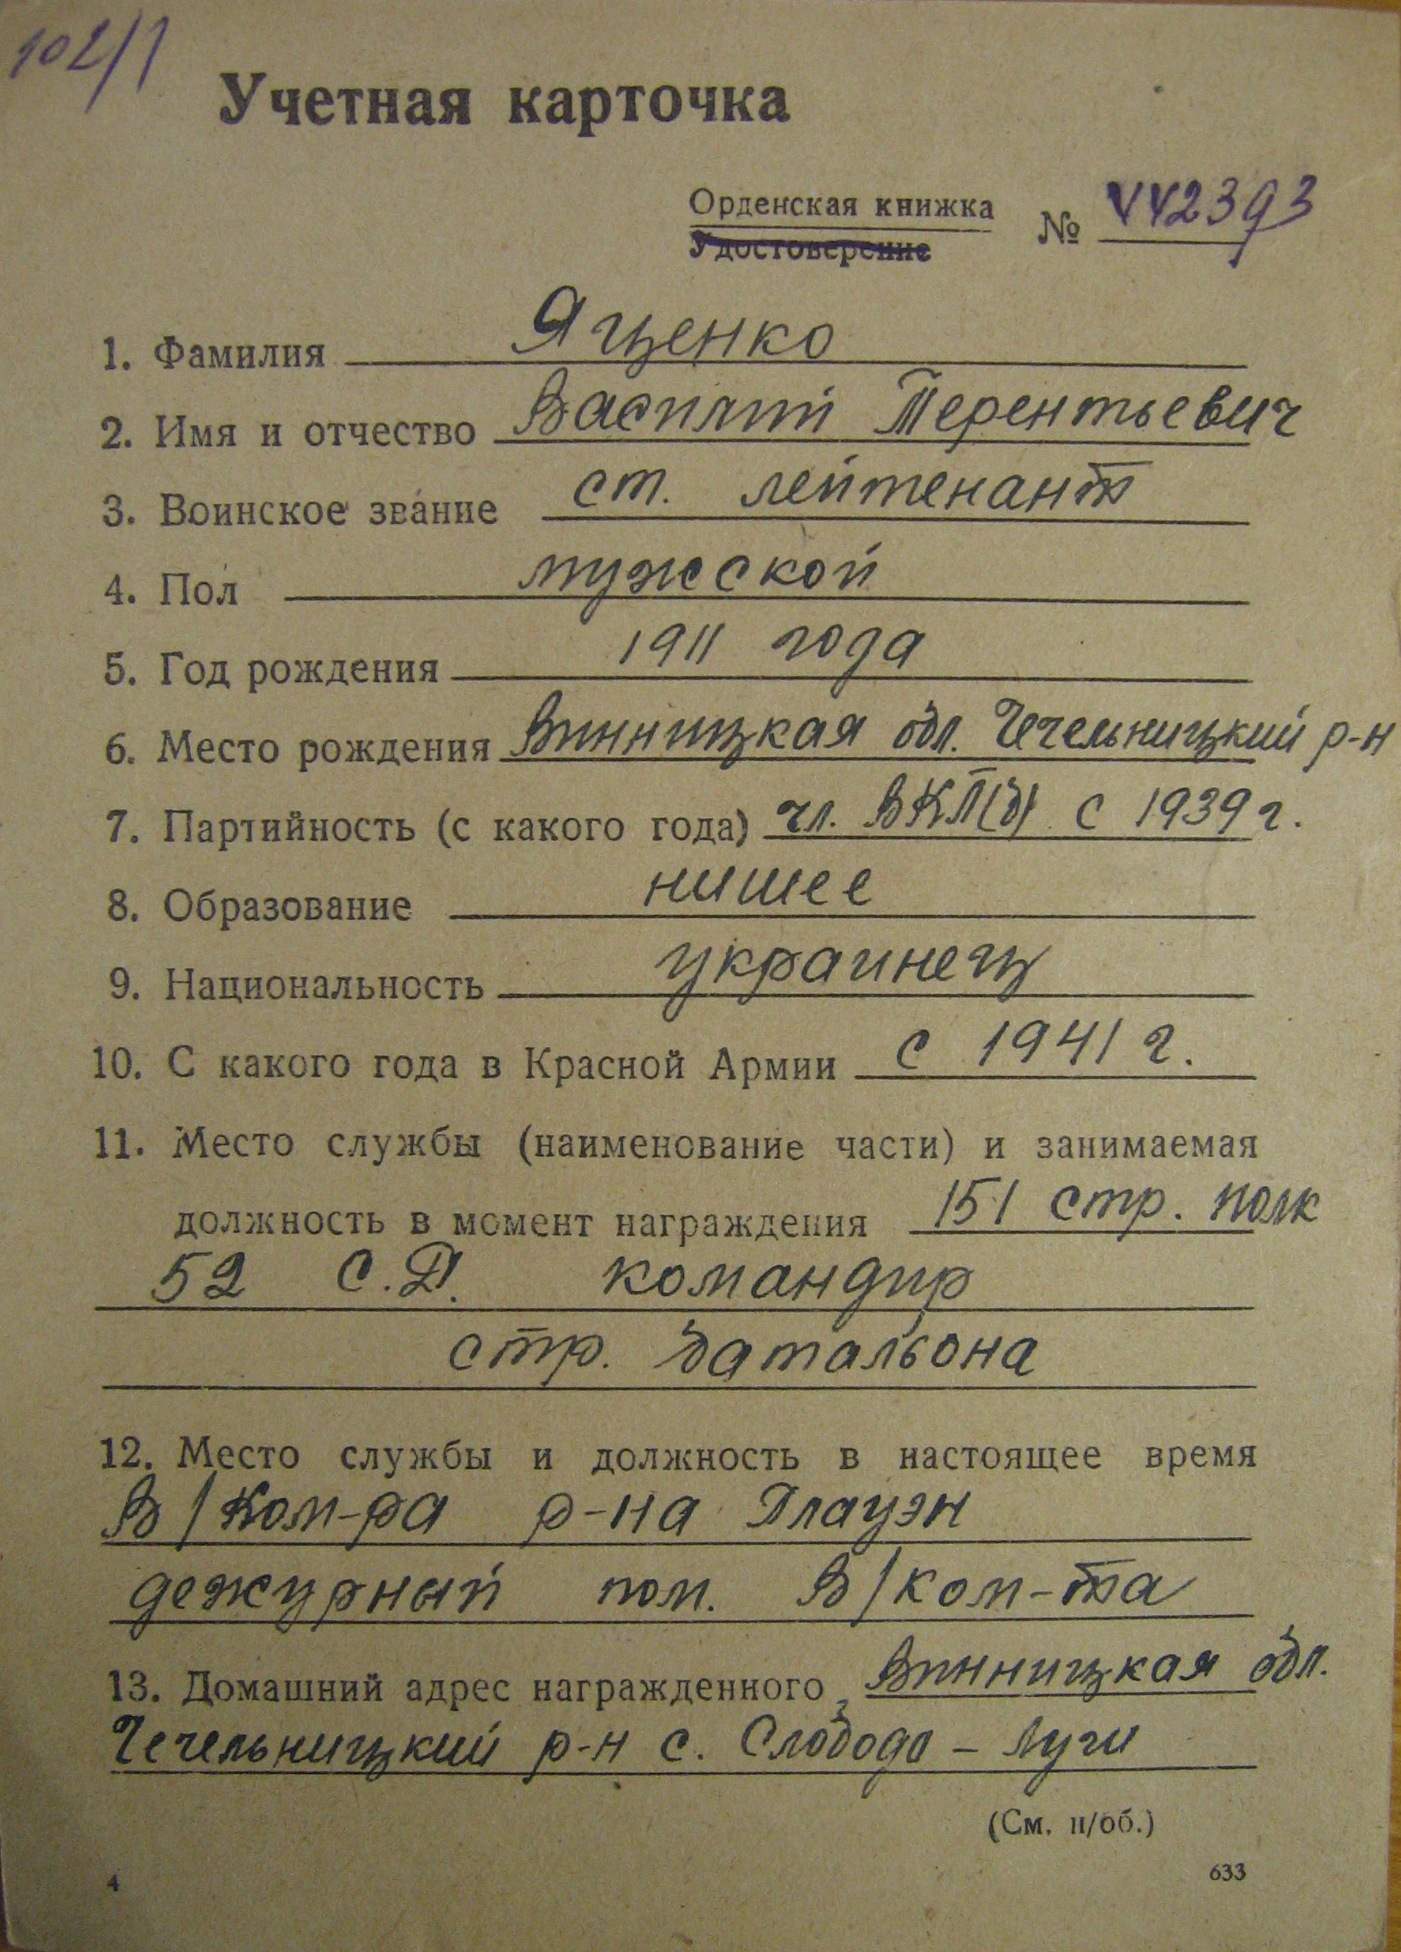 102/1
Учетная карточка
Орденская книжка
Удостоверение
№ 442393
1. Фамилия Яценко
2. Имя и отчество Василий Терентьевич
3. Воинское звание ст. лейтенант
4. Пол мужской
5. Год рождения 1911 года
6. Место рождения Винницкая обл. Чечельницкий р-н
7. Партийность (с какого года) чл. ВКП(б) с 1939 г.
8. Образование нишее
9. Национальность украинец
10. С какого года в Красной Армии с 1941 г.
11. Место службы (наименование части) и занимаемая
должность в момент награждения 151 стр. полк
52 С.Д. командир
стр. батальона
12. Место службы и должность в настоящее время
В/Ком-ра р-на Плауэн
дежурный пом. В/ком-та
13. Домашний адрес награжденного Винницкая обл.
Чечельницкий р-н с. Слобода - Луги
(См. н/об.)
4
633